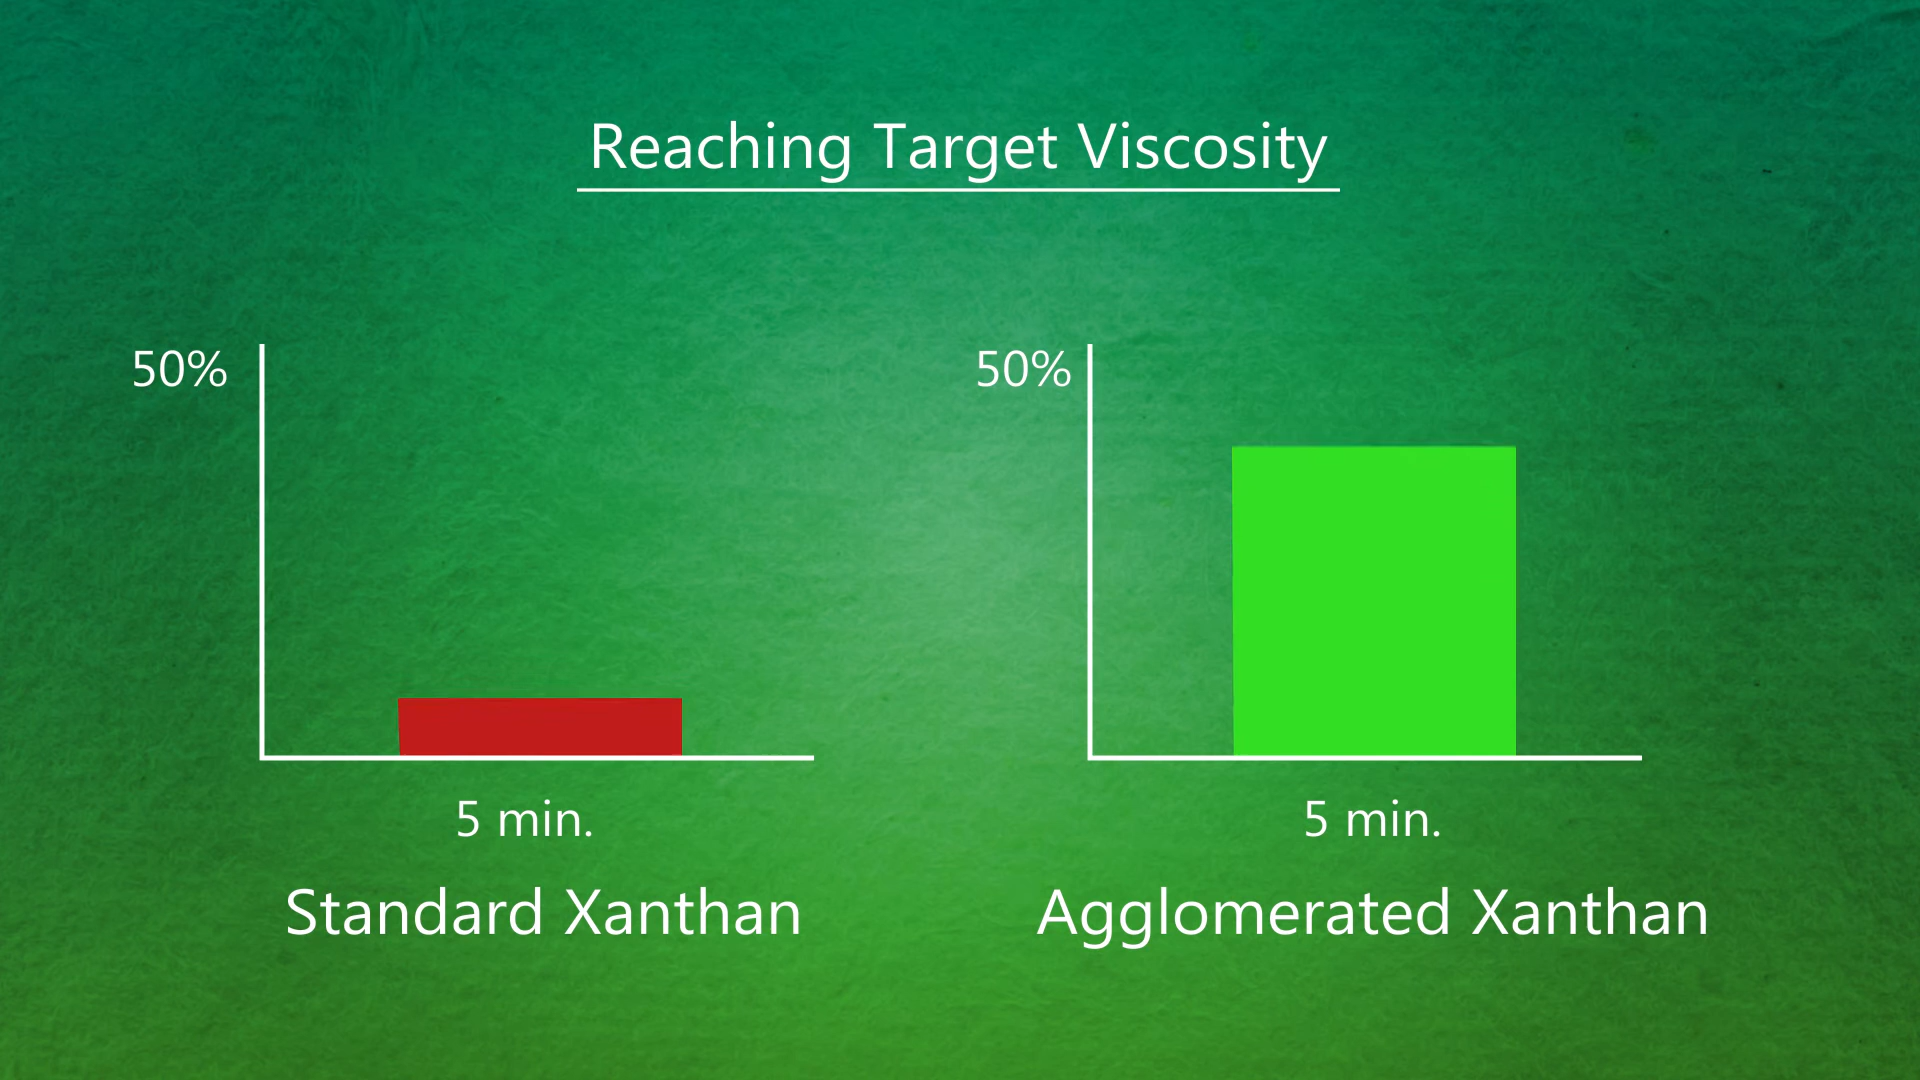 Reaching Target Viscosity
50%
5 min.
Standard Xanthan
50%
5 min.
Agglomerated Xanthan